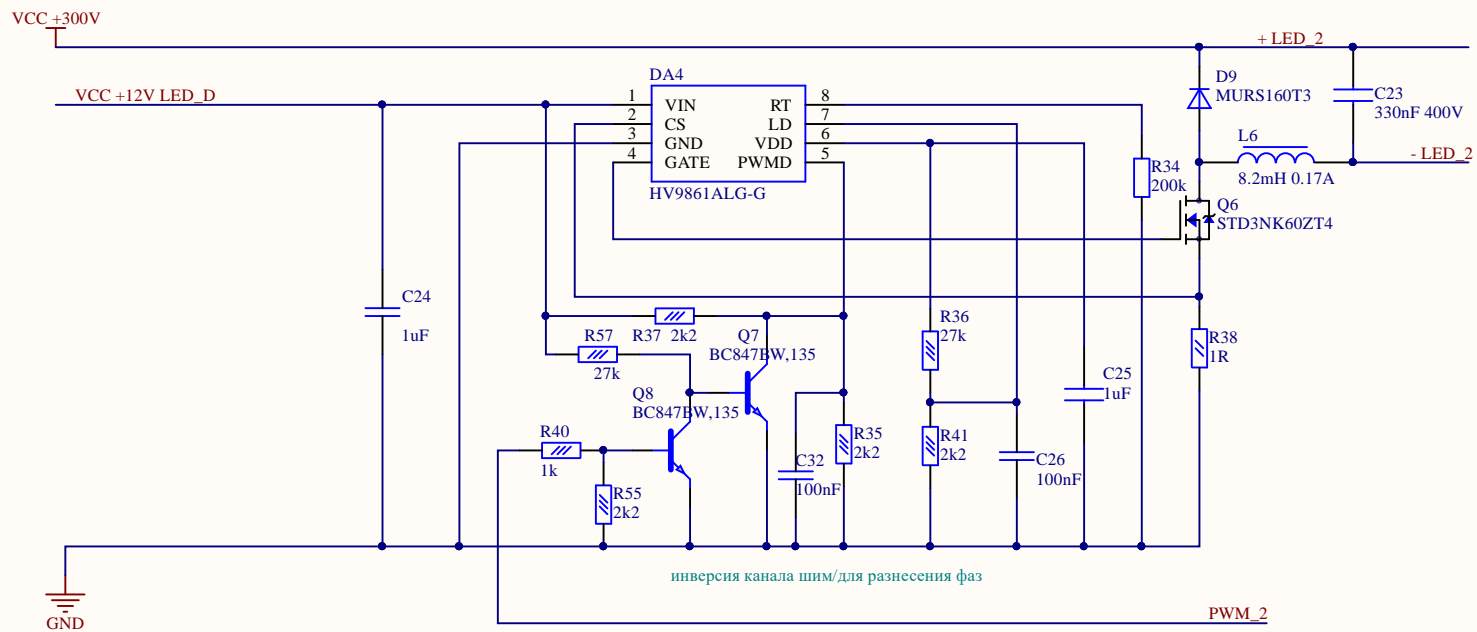 VCC +300V
+ LED_2
VCC +12V LED_D
DA4
1
2
3
4
VIN
CS
GND
GATE
RT
LD
VDD
PWMD
8
7
6
5
HV9861ALG-G
D9
MURS160T3
C23
330nF 400V
L6
8.2mH 0.17A
- LED_2
R34
200k
Q6
STD3NK60ZT4
C24
1uF
R57
27k
R37 2k2
Q7
BC847BW,135
R36
27k
R38
1R
C25
1uF
Q8
BC847BW,135
R40
1k
R55
2k2
C32
100nF
R35
2k2
R41
2k2
C26
100nF
инверсия канала шим/для разнесения фаз
GND
PWM_2